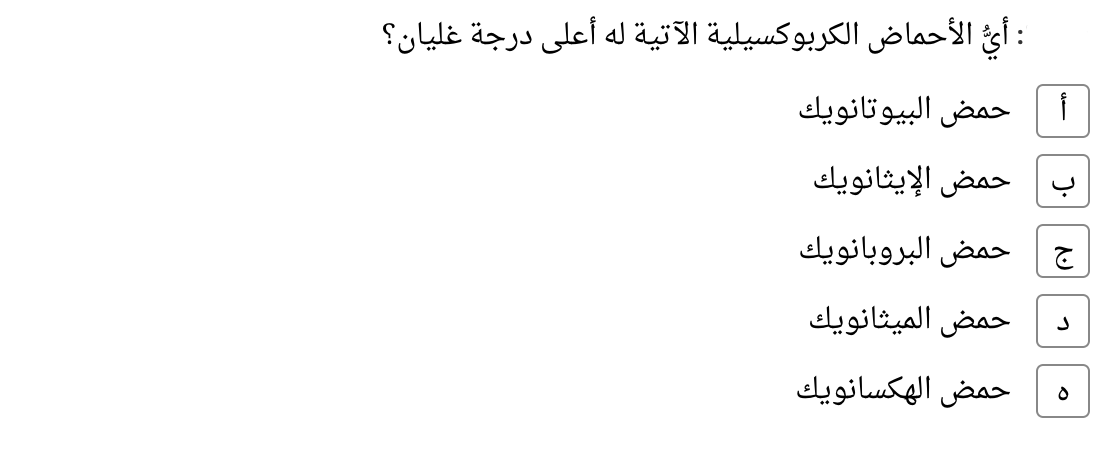 : أيُّ الأحماض الكربوكسيلية الآتية له أعلى درجة غليان؟
أ حمض البيوتانويك
ب حمض الإيثانويك
ج حمض البروبانويك
د حمض الميثانويك
ه حمض الهكسانويك